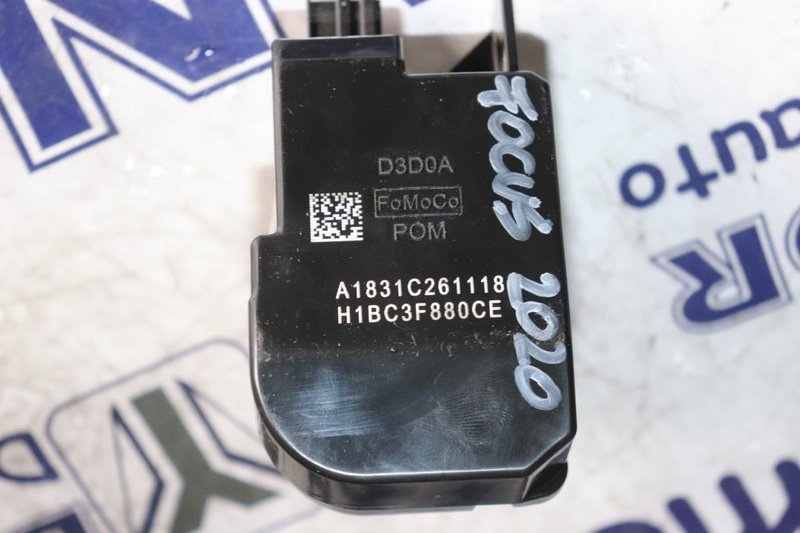 D3D0A
FoMoCo
POM
A1831C261118
H1BC3F880CE
FOCUS 2020
auto